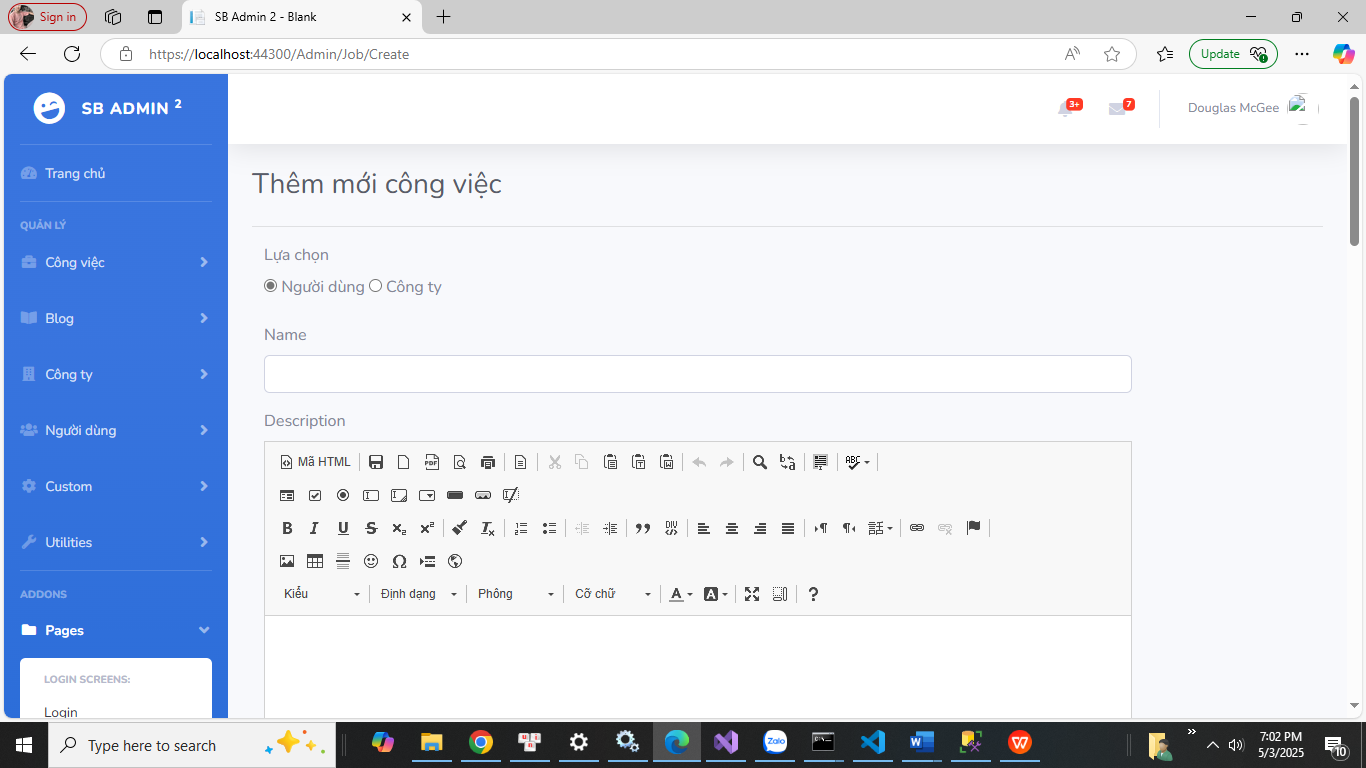 Sign in
SB Admin 2 - Blank
https://localhost:44300/Admin/Job/Create
Update
SB ADMIN 2
3+
7
Douglas McGee
Trang chủ
QUẢN LÝ
Công việc
Blog
Công ty
Người dùng
Custom
Utilities
ADDONS
Pages
LOGIN SCREENS:
Login
Thêm mới công việc
Lựa chọn
Người dùng Công ty
Name
Description
Mã HTML
Kiểu Định dạng Phông Cỡ chữ
Type here to search
7:02 PM
5/3/2025
10